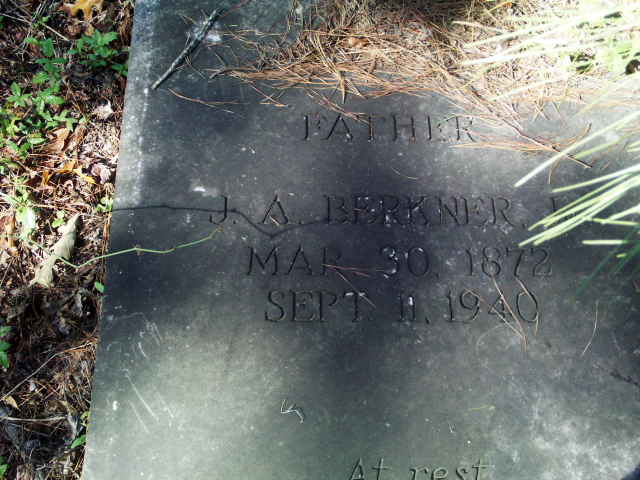 FATHER
J. A. BERKNER,
MAR. 30, 1872
SEPT. 11, 1940
At rest